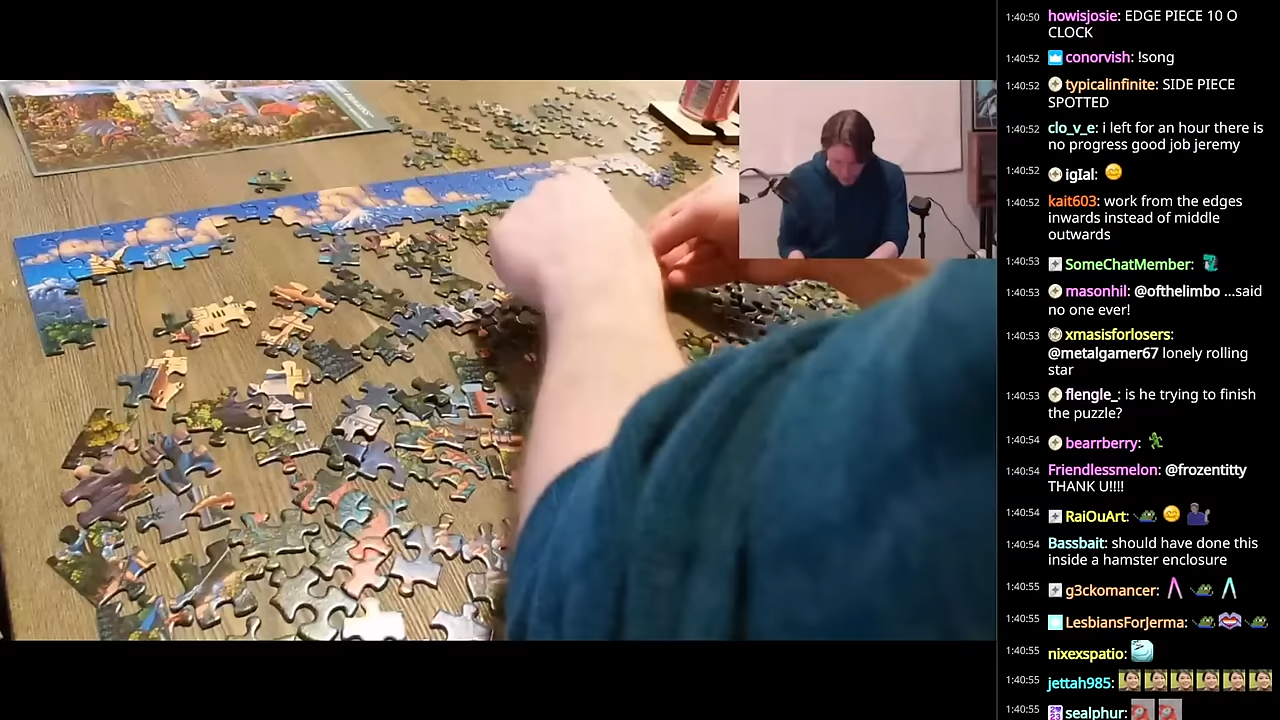 1:40:50 howisjosie: EDGE PIECE 10 O
CLOCK
1:40:52 conorvish: !song
1:40:52 typicalinfinite: SIDE PIECE
SPOTTED
1:40:52 clo_v_e: i left for an hour there is
no progress good job jeremy
1:40:52 igIal:
1:40:52 kait603: work from the edges
inwards instead of middle
outwards
1:40:53 SomeChatMember:
1:40:53 masonhil: @ofthelimbo ...said
no one ever!
1:40:53 xmasisforlosers:
@metalgamer67 lonely rolling
star
1:40:53 flengle_: is he trying to finish
the puzzle?
1:40:54 bearrberry:
1:40:54 Friendlessmelon: @frozentitty
THANK U!!!!
1:40:54 RaiOuArt:
1:40:54 Bassbait: should have done this
inside a hamster enclosure
1:40:55 g3ckomancer:
1:40:55 LesbiansForJerma:
1:40:55 nixexspatio:
1:40:55 jettah985:
1:40:55 sealphur: